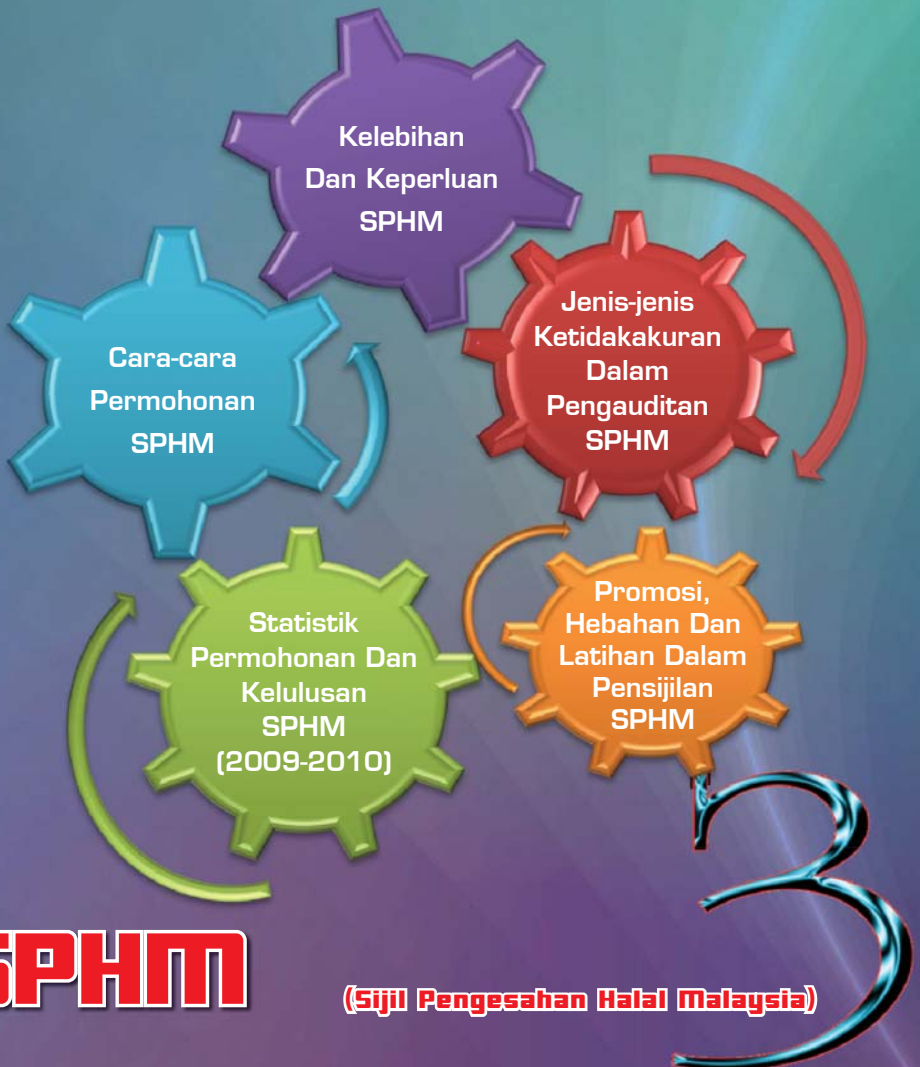 Kelebihan
Dan Keperluan
SPHM
Jenis-jenis
Ketidakakuran
Dalam
Pengauditan
SPHM
Cara-cara
Permohonan
SPHM
Promosi,
Hebahan Dan
Latihan Dalam
Pensijilan
SPHM
Statistik
Permohonan Dan
Kelulusan
SPHM
(2009-2010)
3
SPHM
(Sijil Pengesahan Halal Malaysia)